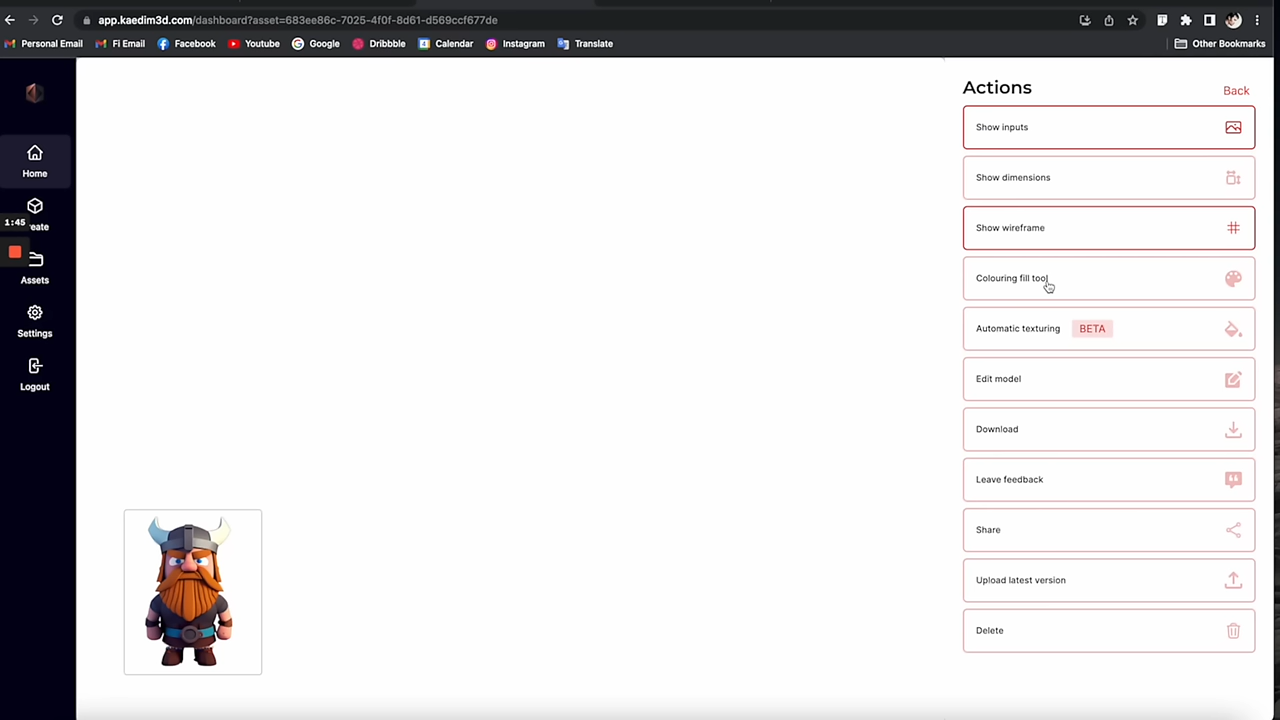 app.kaedim3d.com/dashboard?asset=683ee86c-7025-4f0f-8d61-d569ccf677de
Personal Email
Fi Email
Facebook
Youtube
Google
Dribbble
Calendar
Instagram
Translate
Other Bookmarks
Home
1:45
eate
Assets
Settings
Logout
Actions
Back
Show inputs
Show dimensions
Show wireframe
Colouring fill tool
Automatic texturing BETA
Edit model
Download
Leave feedback
Share
Upload latest version
Delete